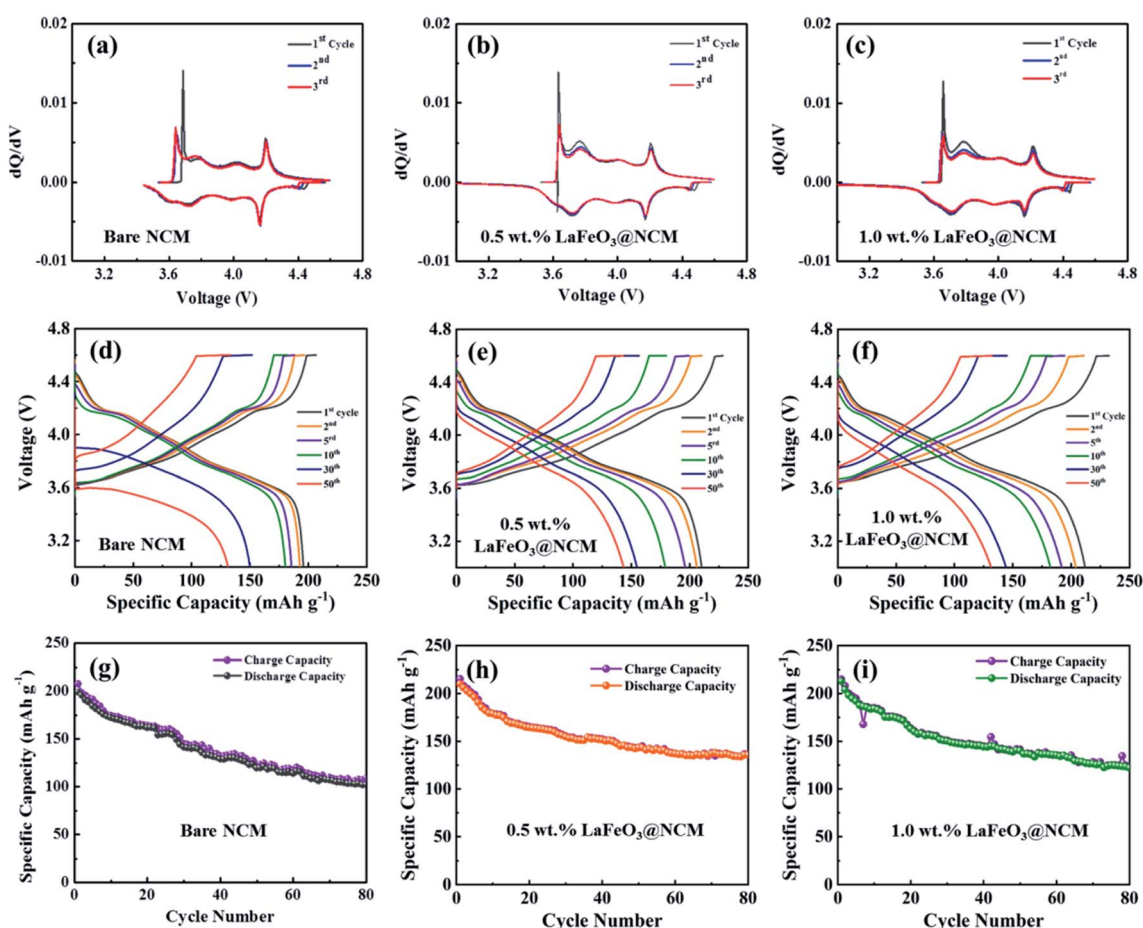 (a)
0.02
0.01
0.00
-0.01
dQ/dV
1st Cycle
2nd
3rd
Bare NCM
3.0 3.6 4.2 4.8
Voltage (V)
(b)
0.02
0.01
0.00
-0.01
dQ/dV
1st Cycle
2nd
3rd
0.5 wt.% LaFeO3@NCM
3.0 3.6 4.2 4.8
Voltage (V)
(c)
0.02
0.01
0.00
-0.01
dQ/dV
1st Cycle
2nd
3rd
1.0 wt.% LaFeO3@NCM
3.0 3.6 4.2 4.8
Voltage (V)
(d)
4.8
4.4
4.0
3.6
3.2
Voltage (V)
1st cycle
2nd
5rd
10th
30th
50th
Bare NCM
0 50 100 150 200 250
Specific Capacity (mAh g-1)
(e)
4.8
4.4
4.0
3.6
3.2
Voltage (V)
1st Cycle
2nd
5rd
10th
30th
50th
0.5 wt.%
LaFeO3@NCM
0 50 100 150 200 250
Specific Capacity (mAh g-1)
(f)
4.8
4.4
4.0
3.6
3.2
Voltage (V)
1st Cycle
2nd
5th
10th
30th
50th
1.0 wt.%
LaFeO3@NCM
0 50 100 150 200 250
Specific Capacity (mAh g-1)
(g)
250
200
150
100
50
0
Specific Capacity (mAh g-1)
Charge Capacity
Discharge Capacity
Bare NCM
0 20 40 60 80
Cycle Number
(h)
250
200
150
100
50
0
Specific Capacity (mAh g-1)
Charge Capacity
Discharge Capacity
0.5 wt.% LaFeO3@NCM
0 20 40 60 80
Cycle Number
(i)
250
200
150
100
50
0
Specific Capacity (mAh g-1)
Charge Capacity
Discharge Capacity
1.0 wt.% LaFeO3@NCM
0 20 40 60 80
Cycle Number